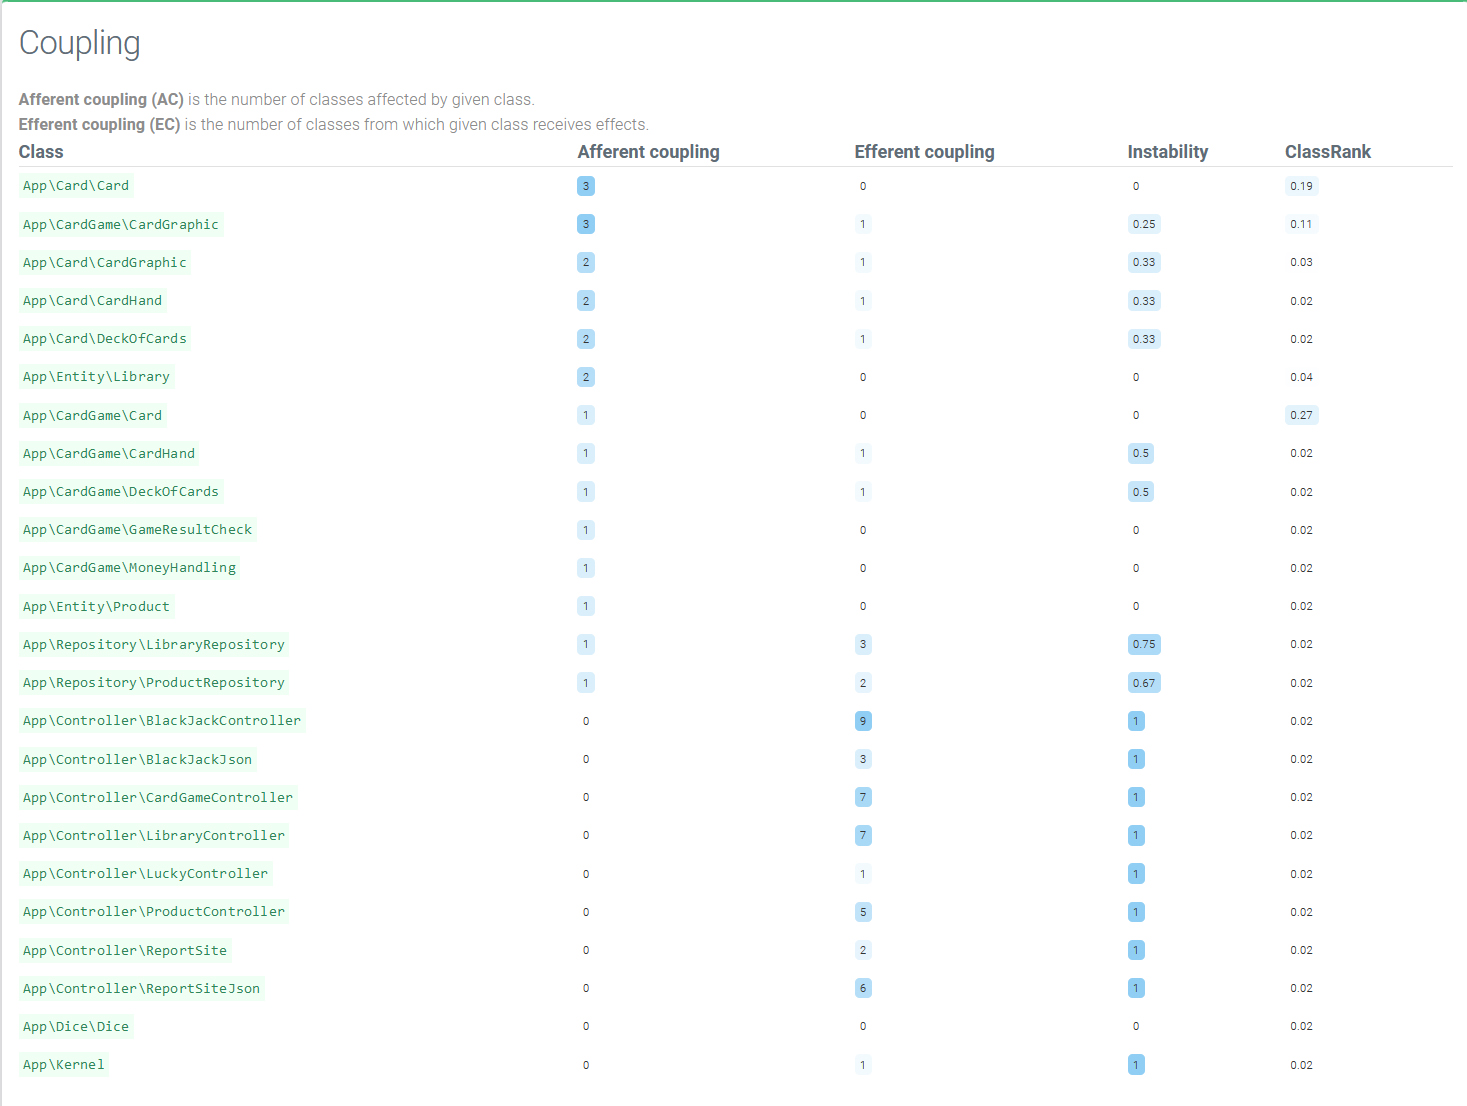 Coupling
Afferent coupling (AC) is the number of classes affected by given class.
Efferent coupling (EC) is the number of classes from which given class receives effects.
Class Afferent coupling Efferent coupling Instability ClassRank
App\Card\Card 3 0 0 0.19
App\CardGame\CardGraphic 3 1 0.25 0.11
App\Card\CardGraphic 2 1 0.33 0.03
App\Card\CardHand 2 1 0.33 0.02
App\Card\DeckOfCards 2 1 0.33 0.02
App\Entity\Library 2 0 0 0.04
App\CardGame\Card 1 0 0 0.27
App\CardGame\CardHand 1 1 0.5 0.02
App\CardGame\DeckOfCards 1 1 0.5 0.02
App\CardGame\GameResultCheck 1 0 0 0.02
App\CardGame\MoneyHandling 1 0 0 0.02
App\Entity\Product 1 0 0 0.02
App\Repository\LibraryRepository 1 3 0.75 0.02
App\Repository\ProductRepository 1 2 0.67 0.02
App\Controller\BlackJackController 0 9 1 0.02
App\Controller\BlackJackJson 0 3 1 0.02
App\Controller\CardGameController 0 7 1 0.02
App\Controller\LibraryController 0 7 1 0.02
App\Controller\LuckyController 0 1 1 0.02
App\Controller\ProductController 0 5 1 0.02
App\Controller\ReportSite 0 2 1 0.02
App\Controller\ReportSiteJson 0 6 1 0.02
App\Dice\Dice 0 0 0 0.02
App\Kernel 0 1 1 0.02